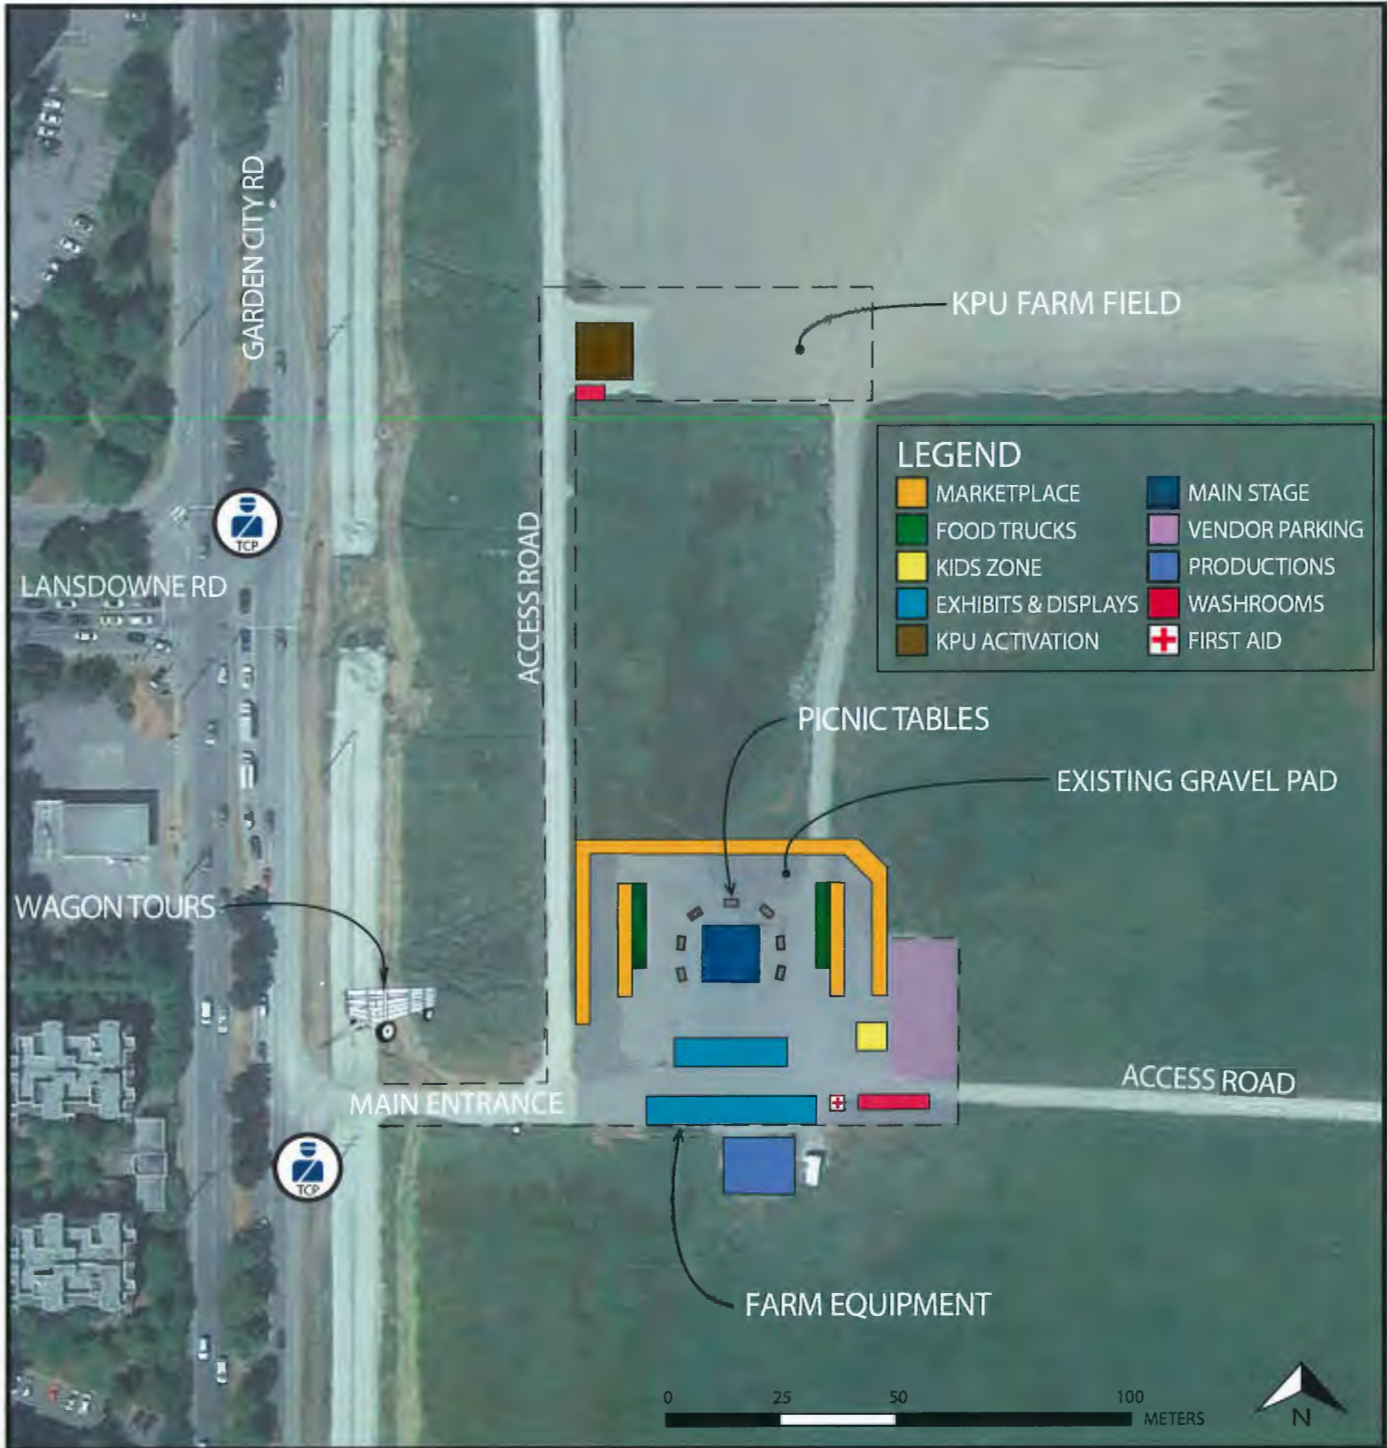 GARDEN CITY RD
KPU FARM FIELD
LEGEND
MARKETPLACE
FOOD TRUCKS
KIDS ZONE
EXHIBITS & DISPLAYS
KPU ACTIVATION
MAIN STAGE
VENDOR PARKING
PRODUCTIONS
WASHROOMS
FIRST AID
TCP
LANSDOWNE RD
ACCESS ROAD
PICNIC TABLES
EXISTING GRAVEL PAD
WAGON TOURS
MAIN ENTRANCE
ACCESS ROAD
TCP
FARM EQUIPMENT
0 25 50 100
METERS
N